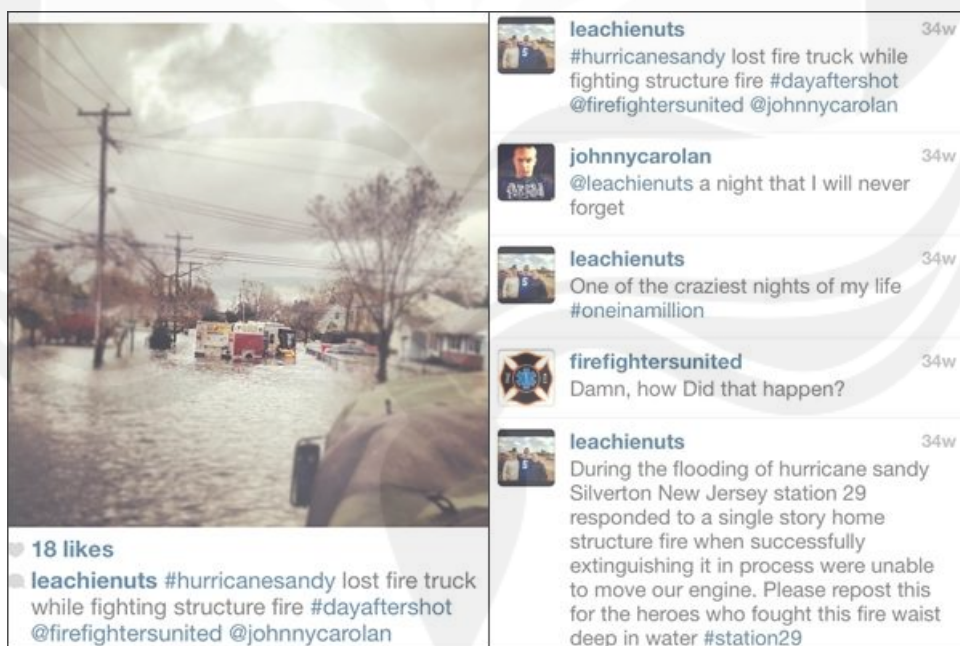 18 likes
leachienuts #hurricanesandy lost fire truck
while fighting structure fire #dayaftershot
@firefightersunited @johnnycarolan
leachienuts 34w
#hurricanesandy lost fire truck while
fighting structure fire #dayaftershot
@firefightersunited @johnnycarolan
johnnycarolan 34w
@leachienuts a night that I will never
forget
leachienuts 34w
One of the craziest nights of my life
#oneinamillion
firefightersunited 34w
Damn, how Did that happen?
leachienuts 34w
During the flooding of hurricane sandy
Silverton New Jersey station 29
responded to a single story home
structure fire when successfully
extinguishing it in process were unable
to move our engine. Please repost this
for the heroes who fought this fire waist
deep in water #station29